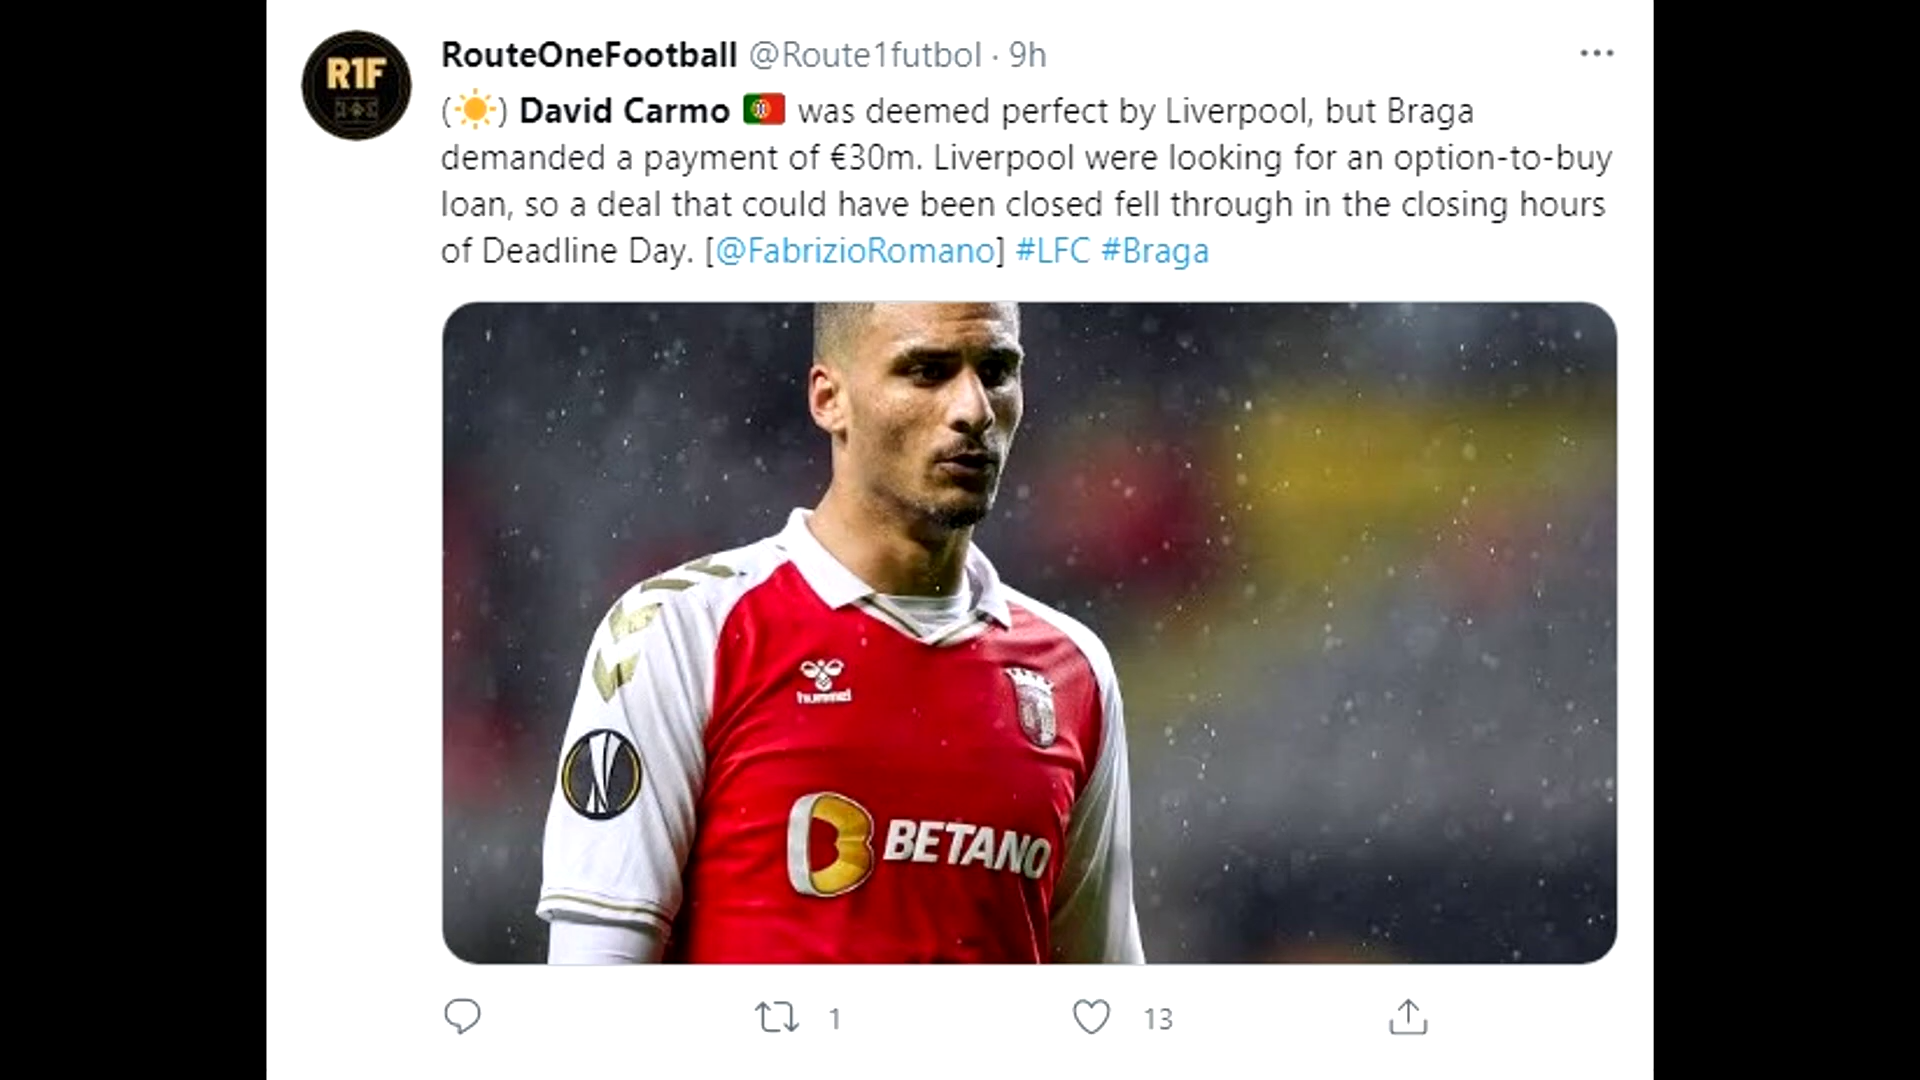 RouteOneFootball @Route1futbol · 9h
R1F
(☀️) David Carmo 🇵🇹 was deemed perfect by Liverpool, but Braga
demanded a payment of €30m. Liverpool were looking for an option-to-buy
loan, so a deal that could have been closed fell through in the closing hours
of Deadline Day. [@FabrizioRomano] #LFC #Braga
hummel
BETANO
1 13